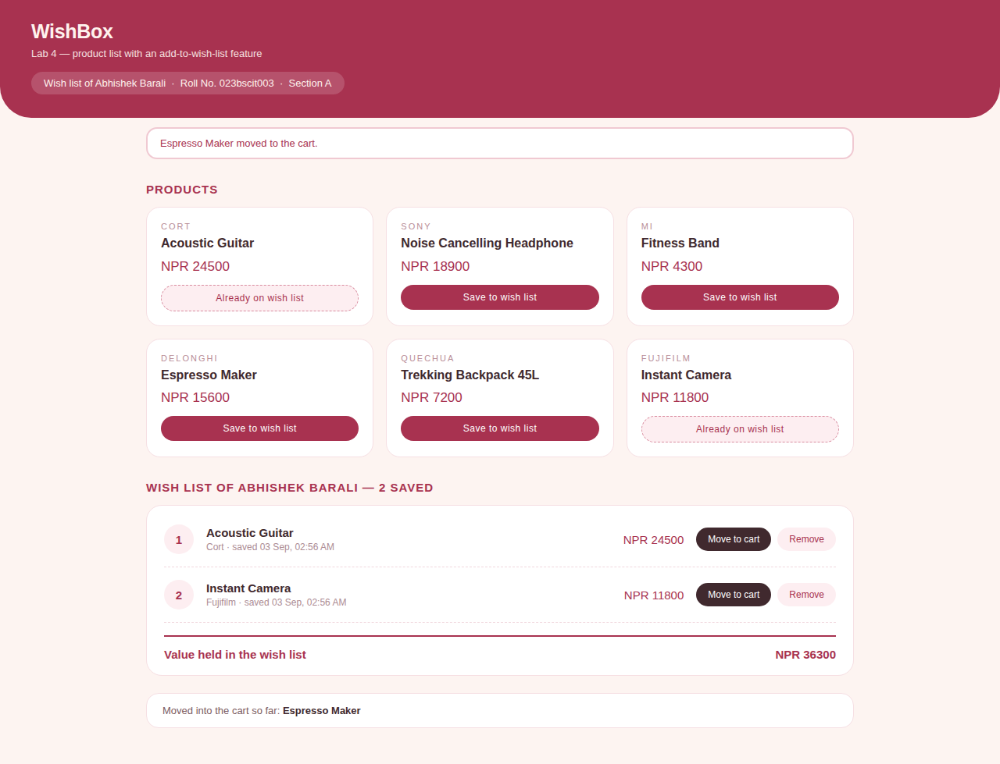 WishBox
Lab 4 — product list with an add-to-wish-list feature
Wish list of Abhishek Barali · Roll No. 023bscit003 · Section A
Espresso Maker moved to the cart.
PRODUCTS
CORT
Acoustic Guitar
NPR 24500
Already on wish list
SONY
Noise Cancelling Headphone
NPR 18900
Save to wish list
MI
Fitness Band
NPR 4300
Save to wish list
DELONGHI
Espresso Maker
NPR 15600
Save to wish list
QUECHUA
Trekking Backpack 45L
NPR 7200
Save to wish list
FUJIFILM
Instant Camera
NPR 11800
Already on wish list
WISH LIST OF ABHISHEK BARALI — 2 SAVED
1
Acoustic Guitar
Cort · saved 03 Sep, 02:56 AM
NPR 24500
Move to cart
Remove
2
Instant Camera
Fujifilm · saved 03 Sep, 02:56 AM
NPR 11800
Move to cart
Remove
Value held in the wish list
NPR 36300
Moved into the cart so far: Espresso Maker